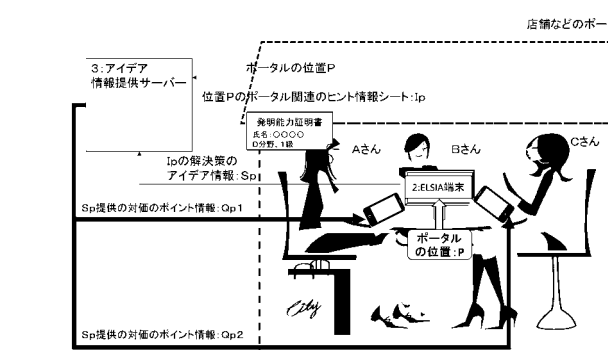 店舗などのポー
3:アイデア
情報提供サーバー
ポータルの位置P
位置Pのポータル関連のヒント情報シート:Ip
発明能力証明書
氏名:○○○○
D分野、1級
Aさん
Bさん
Cさん
Ipの解決策の
アイデア情報:Sp
2:ELSIA端末
Sp提供の対価のポイント情報:Qp1
ポータル
の位置:P
City
Sp提供の対価のポイント情報:Qp2